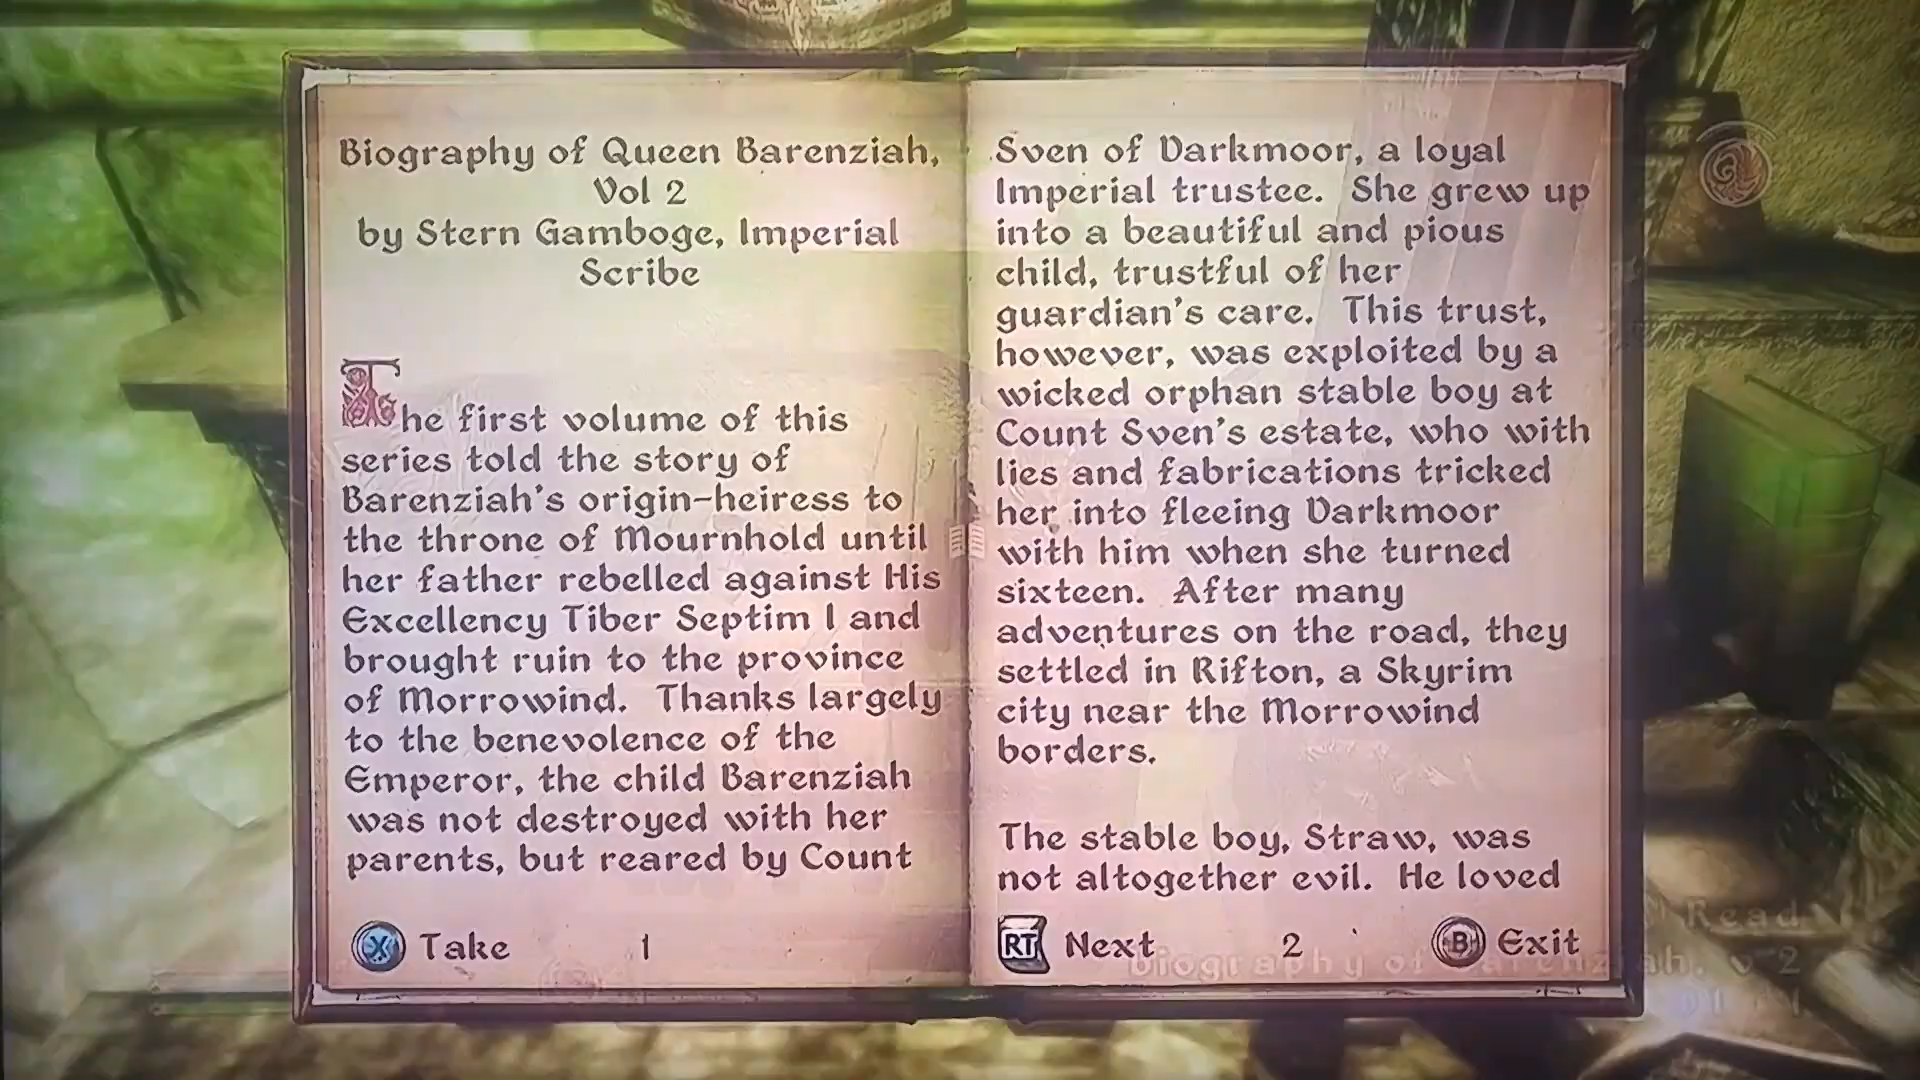 Biography of Queen Barenziah,
Vol 2
by Stern Gamboge, Imperial
Scribe
The first volume of this
series told the story of
Barenziah's origin-heiress to
the throne of Mournhold until
her father rebelled against His
Excellency Tiber Septim I and
brought ruin to the province
of Morrowind. Thanks largely
to the benevolence of the
Emperor, the child Barenziah
was not destroyed with her
parents, but reared by Count
X Take
1
Sven of Darkmoor, a loyal
Imperial trustee. She grew up
into a beautiful and pious
child, trustful of her
guardian's care. This trust,
however, was exploited by a
wicked orphan stable boy at
Count Sven's estate, who with
lies and fabrications tricked
her into fleeing Darkmoor
with him when she turned
sixteen. After many
adventures on the road, they
settled in Rifton, a Skyrim
city near the Morrowind
borders.
The stable boy, Straw, was
not altogether evil. He loved
RT Next
2
B Exit
Read
biography of barenziah, v 2